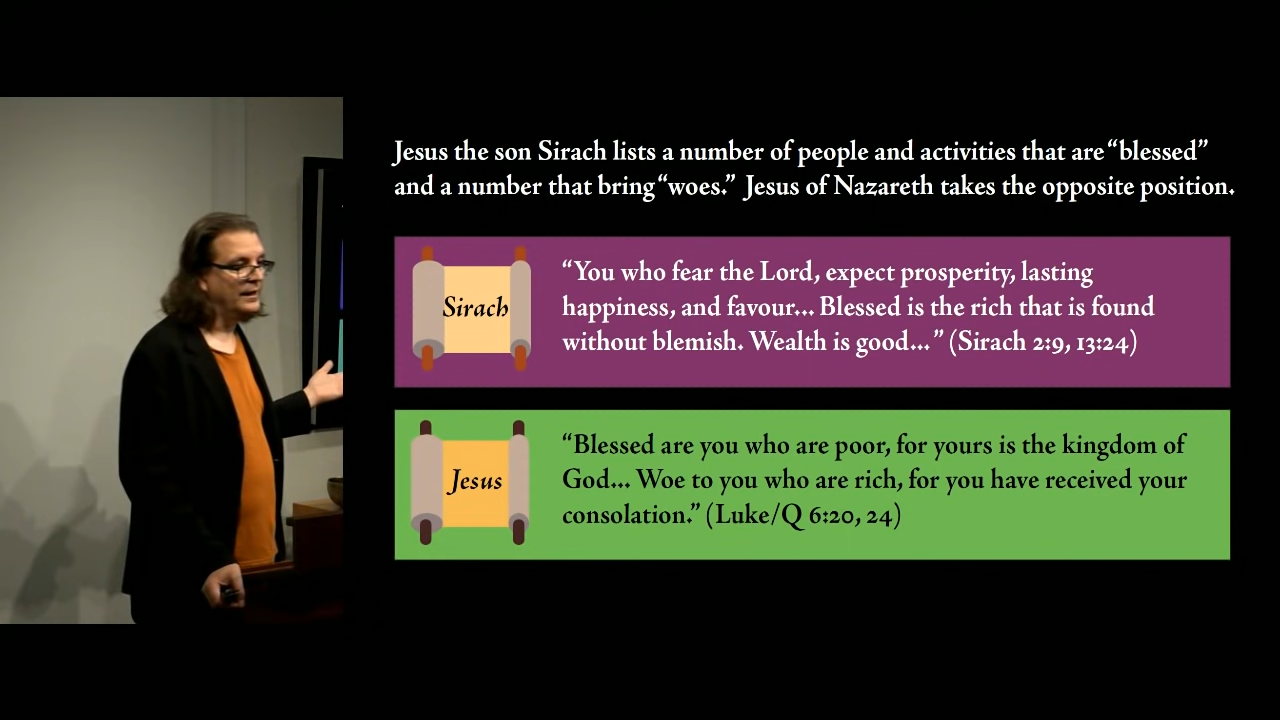 Jesus the son Sirach lists a number of people and activities that are “blessed”
and a number that bring “woes.” Jesus of Nazareth takes the opposite position.
Sirach
“You who fear the Lord, expect prosperity, lasting
happiness, and favour... Blessed is the rich that is found
without blemish. Wealth is good...” (Sirach 2:9, 13:24)
Jesus
“Blessed are you who are poor, for yours is the kingdom of
God... Woe to you who are rich, for you have received your
consolation.” (Luke/Q 6:20, 24)